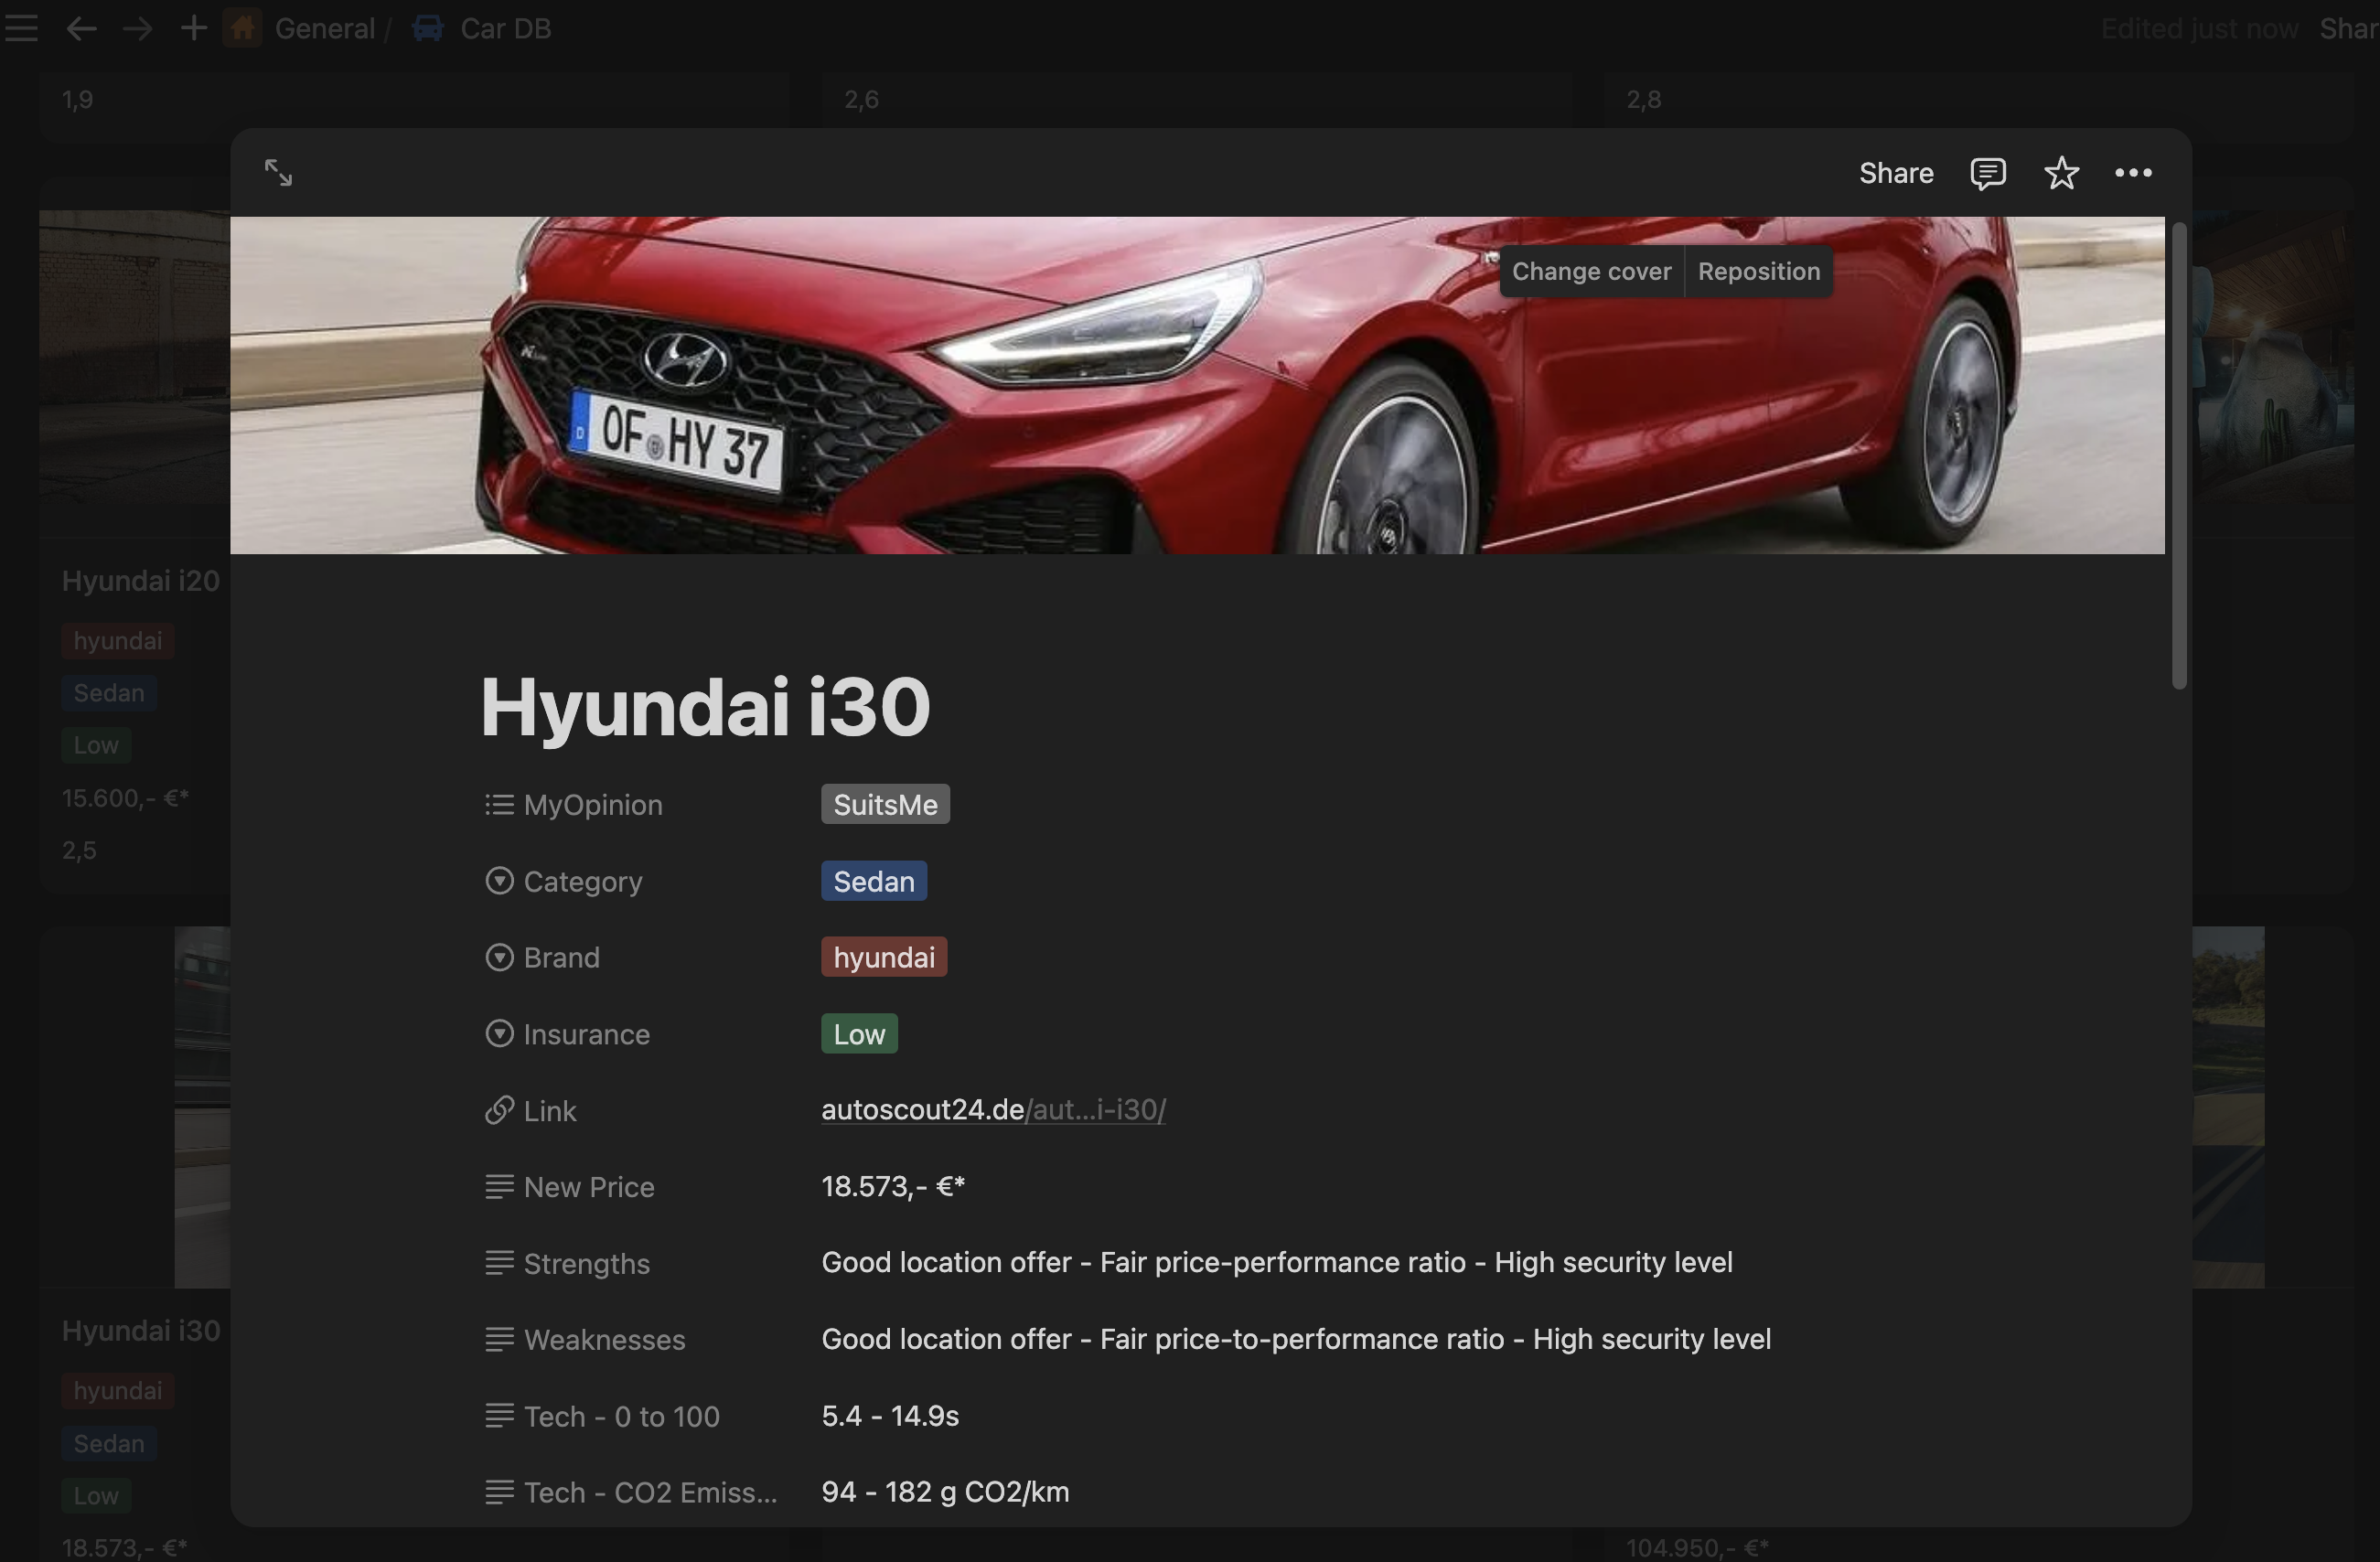 General / Car DB
Edited just now
Shar
1,9
2,6
2,8
Share
Change cover
Reposition
OF HY 37
D
Hyundai i20
hyundai
Sedan
Low
15.600,- €*
2,5
Hyundai i30
MyOpinion SuitsMe
Category Sedan
Brand hyundai
Insurance Low
Link autoscout24.de/aut...i-i30/
New Price 18.573,- €*
Strengths Good location offer - Fair price-performance ratio - High security level
Weaknesses Good location offer - Fair price-to-performance ratio - High security level
Tech - 0 to 100 5.4 - 14.9s
Tech - CO2 Emiss... 94 - 182 g CO2/km
Hyundai i30
hyundai
Sedan
Low
18.573,- €*
104.950,- €*